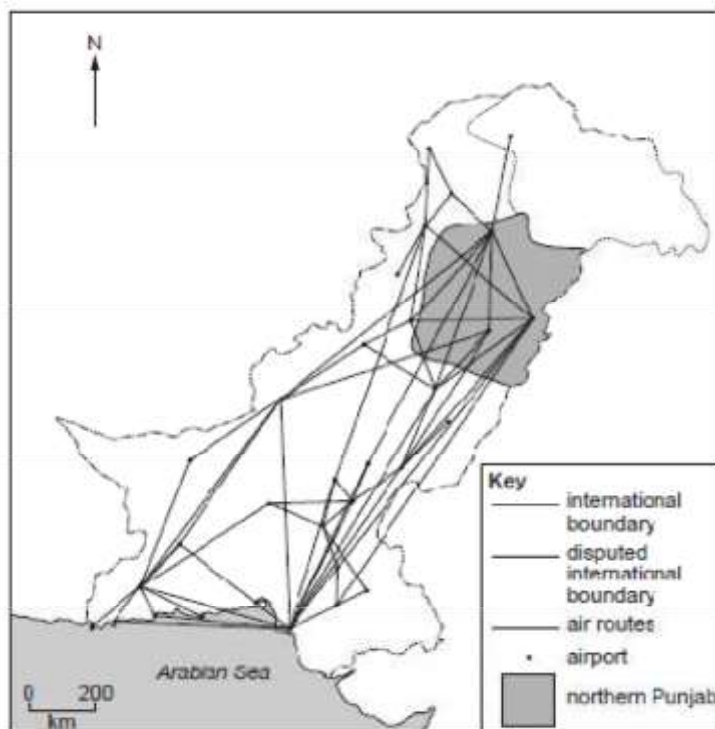 N
Key
international
boundary
disputed
international
boundary
air routes
airport
northern Punjab
Arabian Sea
0 200
km